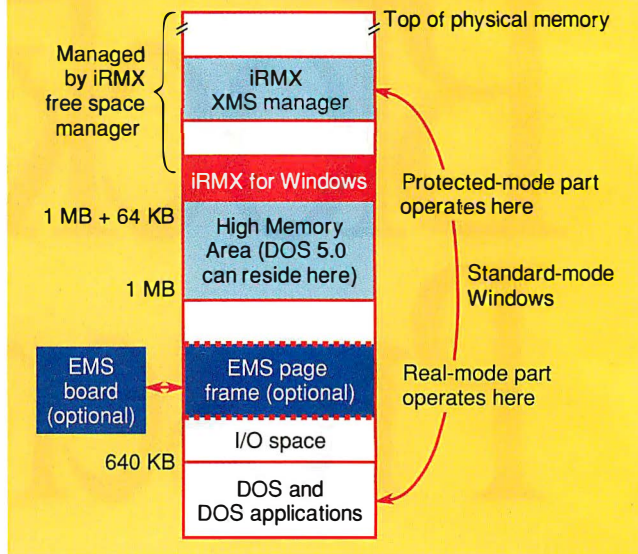 Top of physical memory
Managed
by iRMX
free space
manager
iRMX
XMS manager
iRMX for Windows
Protected-mode part
operates here
1 MB + 64 KB
High Memory
Area (DOS 5.0
can reside here)
1 MB
Standard-mode
Windows
EMS
board
(optional)
EMS page
frame (optional)
Real-mode part
operates here
I/O space
640 KB
DOS and
DOS applications